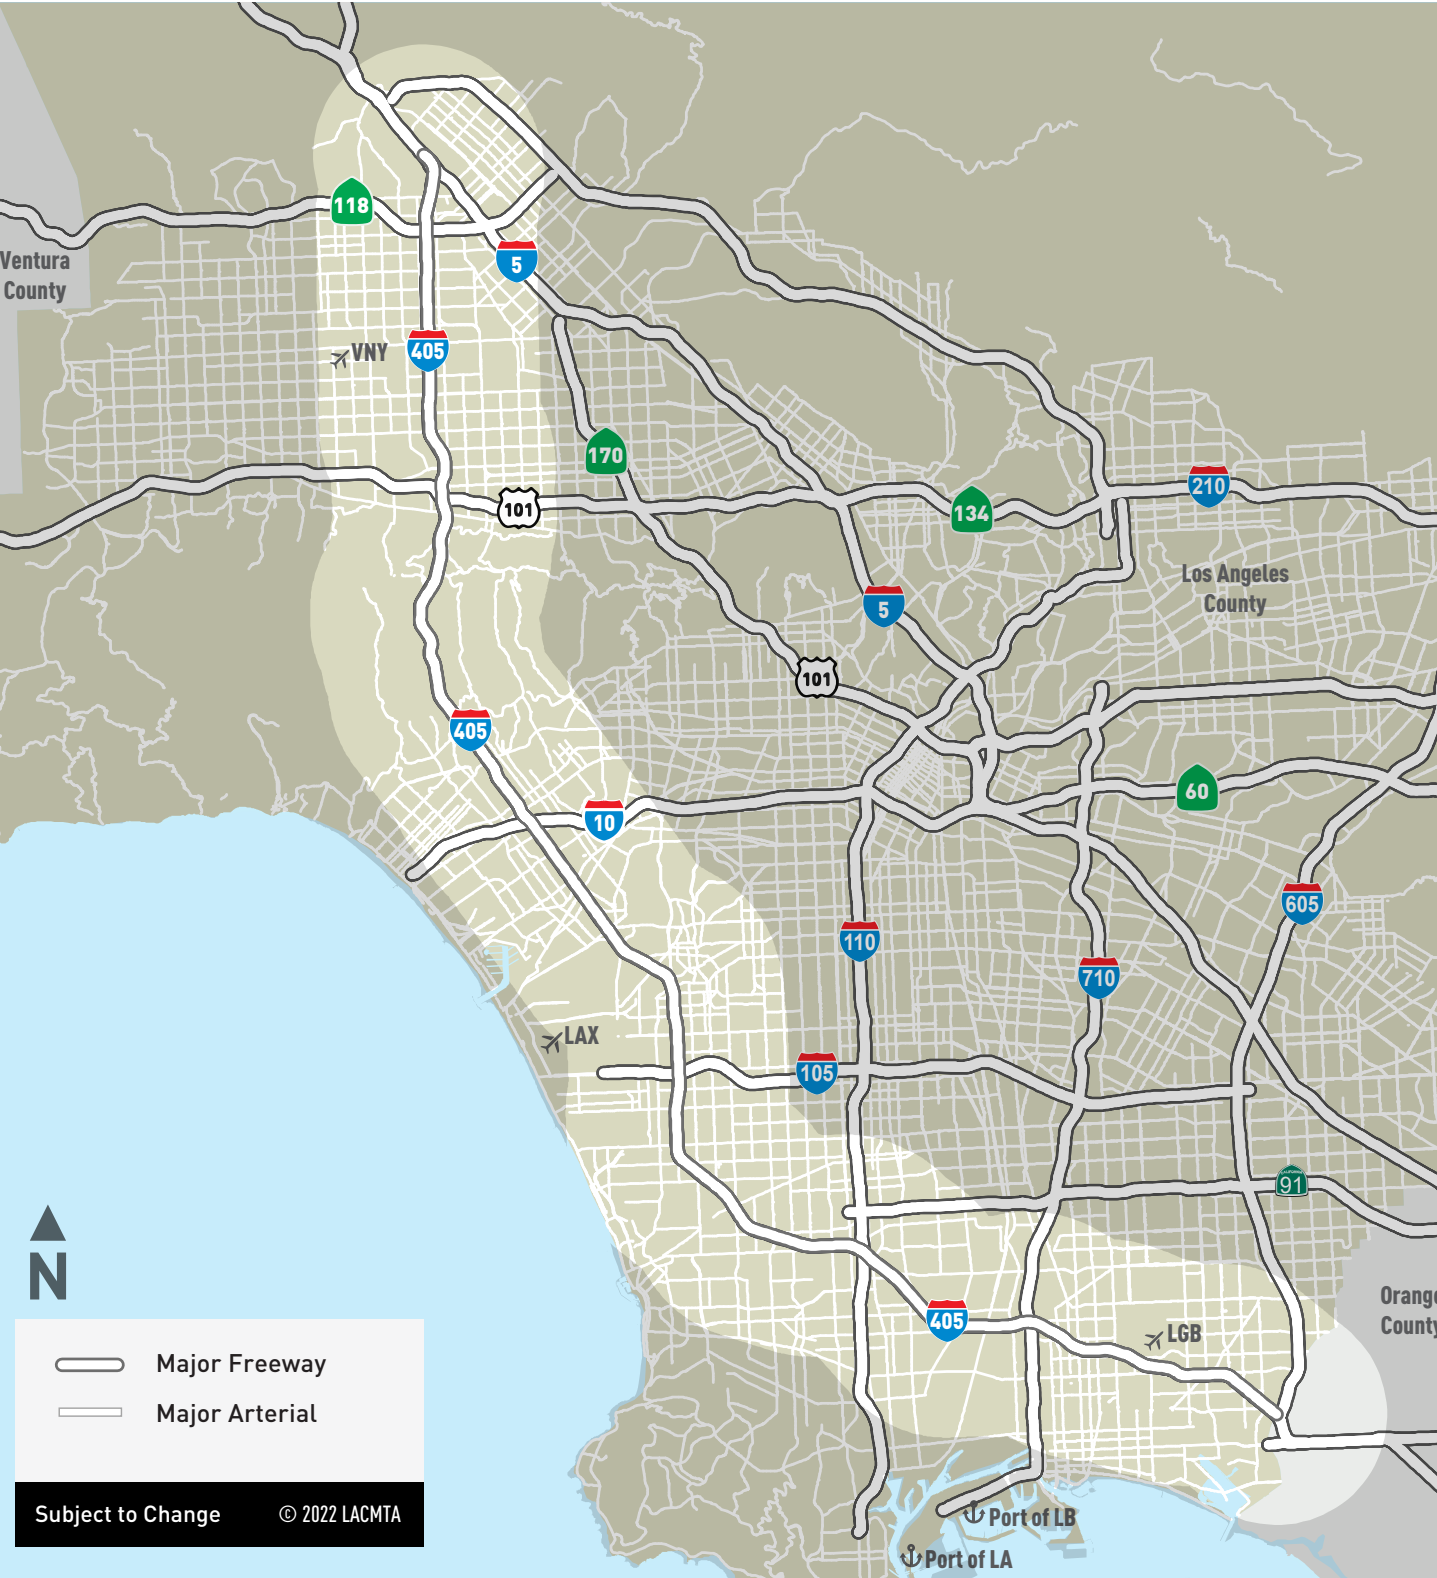 118
Ventura
County
5
VNY
405
170
101
134
210
Los Angeles
County
5
101
405
10
60
605
110
710
LAX
105
CALIFORNIA
91
N
405
LGB
Orange
County
Major Freeway
Major Arterial
Subject to Change © 2022 LACMTA
Port of LB
Port of LA